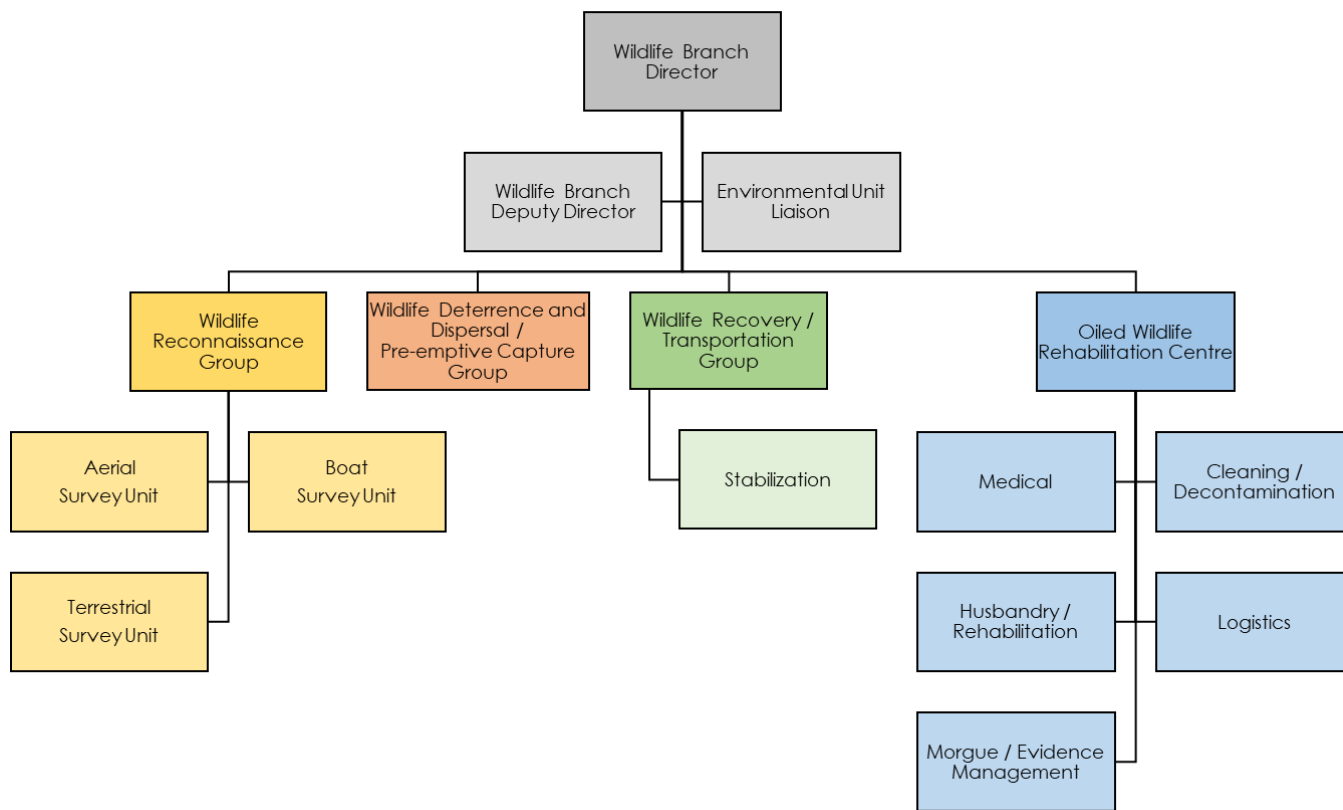 Wildlife Branch
Director
Wildlife Branch
Deputy Director
Environmental Unit
Liaison
Wildlife
Reconnaissance
Group
Wildlife Deterrence and
Dispersal /
Pre-emptive Capture
Group
Wildlife Recovery /
Transportation
Group
Oiled Wildlife
Rehabilitation Centre
Aerial
Survey Unit
Boat
Survey Unit
Stabilization
Medical
Cleaning /
Decontamination
Terrestrial
Survey Unit
Husbandry /
Rehabilitation
Logistics
Morgue / Evidence
Management